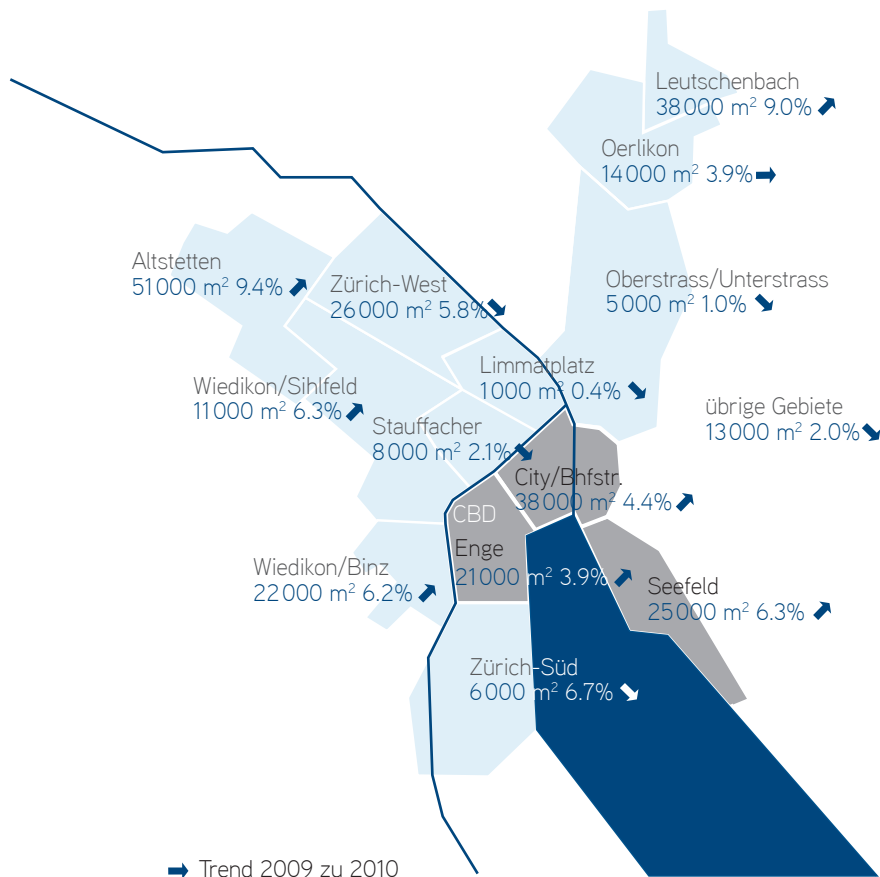 Leutschenbach
38 000 m² 9.0%
Oerlikon
14 000 m² 3.9%
Altstetten
51 000 m² 9.4%
Zürich-West
26 000 m² 5.8%
Oberstrass/Unterstrass
5 000 m² 1.0%
Limmatplatz
1000 m² 0.4%
Wiedikon/Sihlfeld
11 000 m² 6.3%
übrige Gebiete
13 000 m² 2.0%
Stauffacher
8 000 m² 2.1%
City/Bhfstr.
38 000 m² 4.4%
CBD
Enge
21 000 m² 3.9%
Wiedikon/Binz
22 000 m² 6.2%
Seefeld
25 000 m² 6.3%
Zürich-Süd
6 000 m² 6.7%
Trend 2009 zu 2010